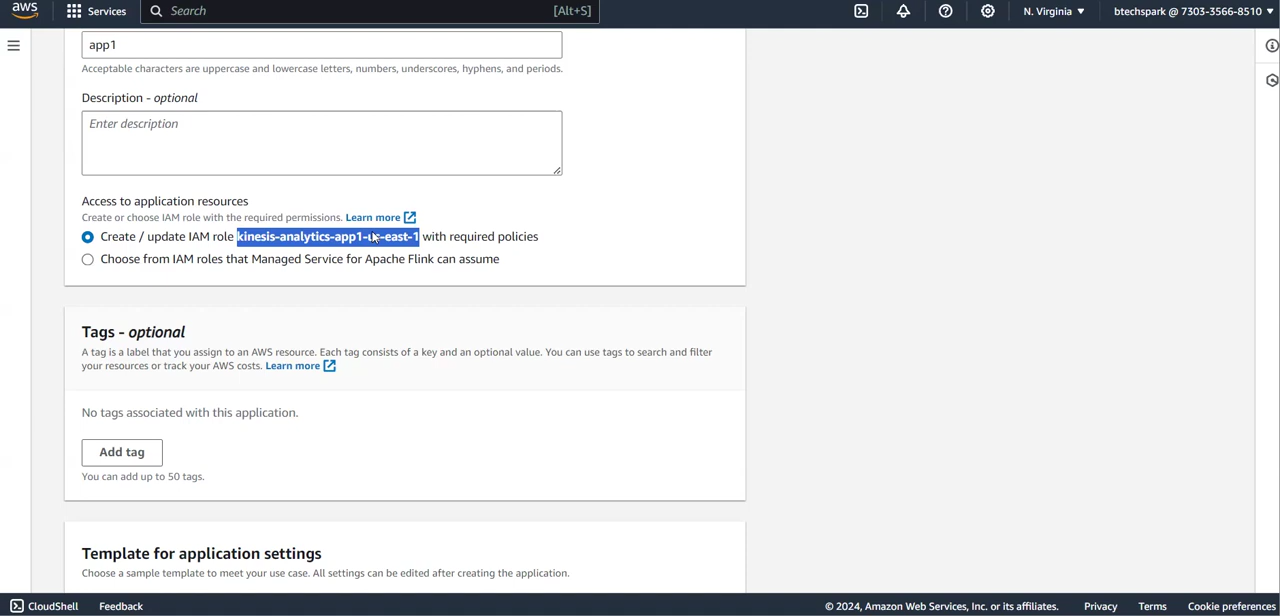 aws
Services
Search
[Alt+S]
N. Virginia
btechspark @ 7303-3566-8510
app1
Acceptable characters are uppercase and lowercase letters, numbers, underscores, hyphens, and periods.
Description - optional
Enter description
Access to application resources
Create or choose IAM role with the required permissions. Learn more
Create / update IAM role kinesis-analytics-app1-us-east-1 with required policies
Choose from IAM roles that Managed Service for Apache Flink can assume
Tags - optional
A tag is a label that you assign to an AWS resource. Each tag consists of a key and an optional value. You can use tags to search and filter
your resources or track your AWS costs. Learn more
No tags associated with this application.
Add tag
You can add up to 50 tags.
Template for application settings
Choose a sample template to meet your use case. All settings can be edited after creating the application.
CloudShell
Feedback
© 2024, Amazon Web Services, Inc. or its affiliates.
Privacy
Terms
Cookie preferences